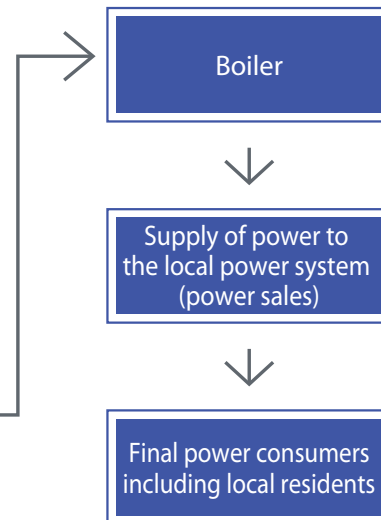 Boiler
Supply of power to
the local power system
(power sales)
Final power consumers
including local residents